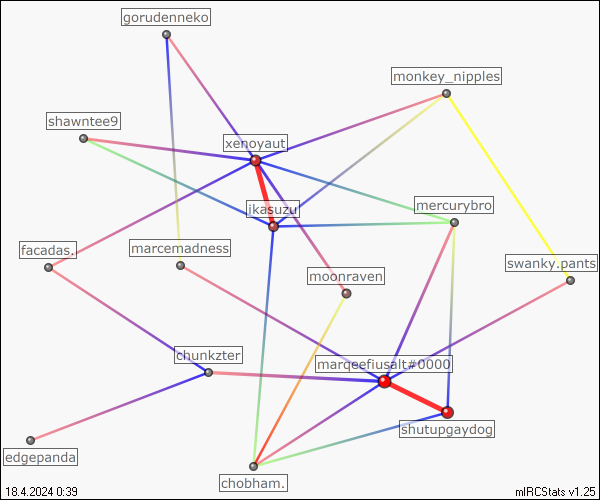 gorudenneko
monkey_nipples
shawntee9
xenoyaut
ikasuzu
mercurybro
facadas.
marcemadness
moonraven
swanky.pants
chunkzter
marqeefiusalt#0000
shutupgaydog
edgepanda
chobham.
18.4.2024 0:39
mIRCStats v1.25